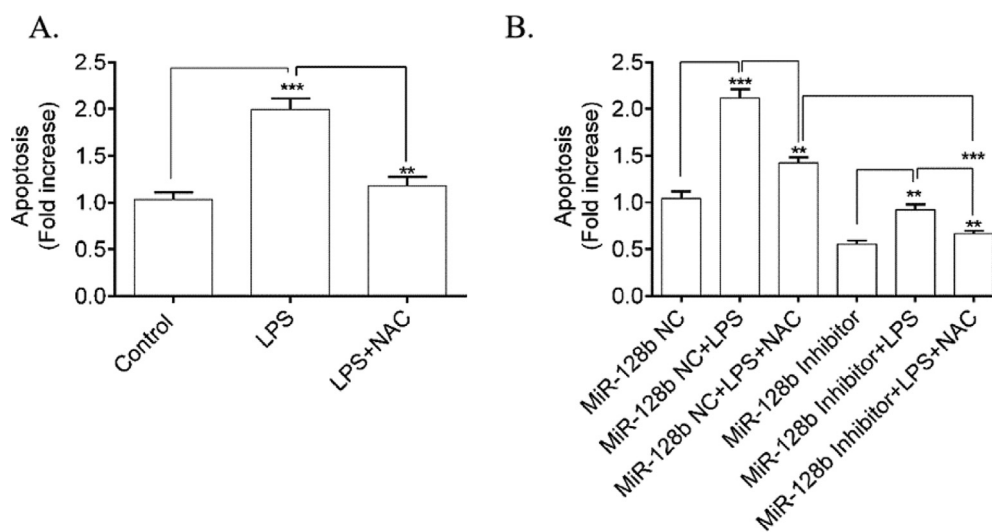 A.
Apoptosis
(Fold increase)
2.5
2.0
1.5
1.0
0.5
0.0
***
**
Control
LPS
LPS+NAC
B.
Apoptosis
(Fold increase)
2.5
2.0
1.5
1.0
0.5
0.0
***
**
**
***
**
MiR-128b NC
MiR-128b NC+LPS
MiR-128b NC+LPS+NAC
MiR-128b Inhibitor
MiR-128b Inhibitor+LPS
MiR-128b Inhibitor+LPS+NAC